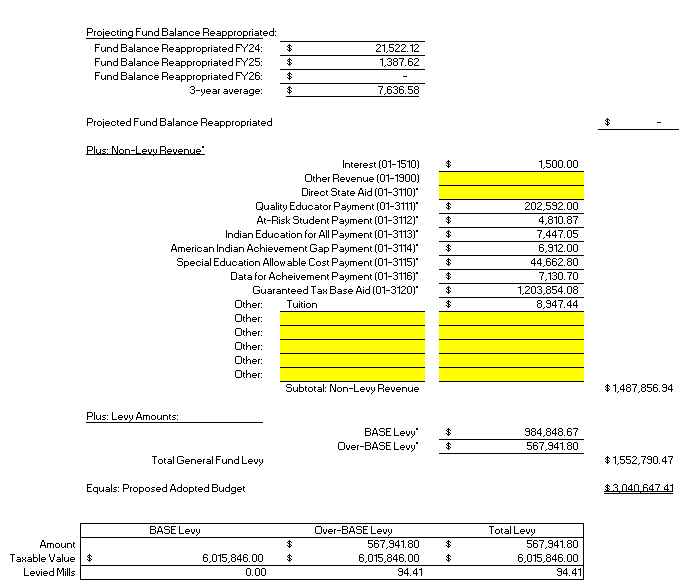 Projecting Fund Balance Reappropriated:
Fund Balance Reappropriated FY24: $ 21,522.12
Fund Balance Reappropriated FY25: $ 1,387.62
Fund Balance Reappropriated FY26: $ -
3-year average: $ 7,636.58
Projected Fund Balance Reappropriated $ -
Plus: Non-Levy Revenue*
Interest (01-1510) $ 1,500.00
Other Revenue (01-1900)
Direct State Aid (01-3110)*
Quality Educator Payment (01-3111)* $ 202,592.00
At-Risk Student Payment (01-3112)* $ 4,810.87
Indian Education for All Payment (01-3113)* $ 7,447.05
American Indian Achievement Gap Payment (01-3114)* $ 6,912.00
Special Education Allowable Cost Payment (01-3115)* $ 44,662.80
Data for Acheivement Payment (01-3116)* $ 7,130.70
Guaranteed Tax Base Aid (01-3120)* $ 1,203,854.08
Other: Tuition $ 8,947.44
Other:
Other:
Other:
Other:
Other:
Subtotal: Non-Levy Revenue $ 1,487,856.94
Plus: Levy Amounts:
BASE Levy* $ 984,848.67
Over-BASE Levy* $ 567,941.80
Total General Fund Levy $ 1,552,790.47
Equals: Proposed Adopted Budget $ 3,040,647.41
BASE Levy Over-BASE Levy Total Levy
Amount $ 567,941.80 $ 567,941.80
Taxable Value $ 6,015,846.00 $ 6,015,846.00 $ 6,015,846.00
Levied Mills 0.00 94.41 94.41